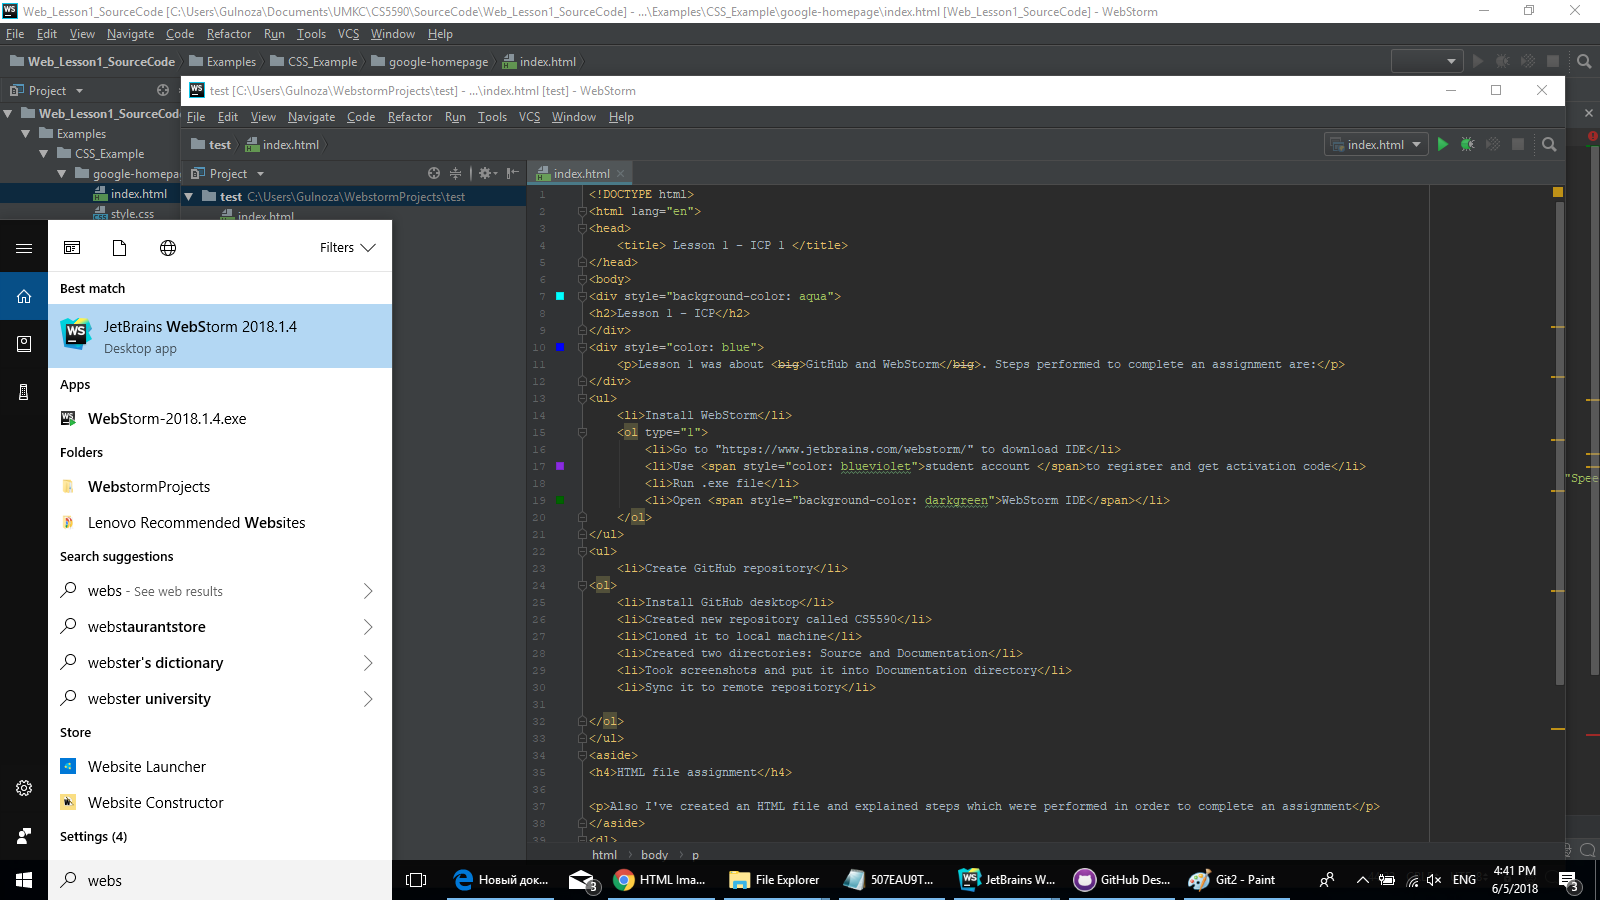 Web_Lesson1_SourceCode [C:\Users\Gulnoza\Documents\UMKC\CS5590\SourceCode\Web_Lesson1_SourceCode] - ...\Examples\CSS_Example\google-homepage\index.html [Web_Lesson1_SourceCode] - WebStorm
File Edit View Navigate Code Refactor Run Tools VCS Window Help
Web_Lesson1_SourceCode Examples CSS_Example google-homepage index.html
Project
Web_Lesson1_SourceCode
Examples
CSS_Example
google-homepa
index.html
style.css
test [C:\Users\Gulnoza\WebstormProjects\test] - ...\index.html [test] - WebStorm
File Edit View Navigate Code Refactor Run Tools VCS Window Help
test index.html
index.html
Project
test C:\Users\Gulnoza\WebstormProjects\test
index.html
index.html
1 <!DOCTYPE html>
2 <html lang="en">
3 <head>
4 <title> Lesson 1 - ICP 1 </title>
5 </head>
6 <body>
7 <div style="background-color: aqua">
8 <h2>Lesson 1 - ICP</h2>
9 </div>
10 <div style="color: blue">
11 <p>Lesson 1 was about <big>GitHub and WebStorm</big>. Steps performed to complete an assignment are:</p>
12 </div>
13 <ul>
14 <li>Install WebStorm</li>
15 <ol type="1">
16 <li>Go to "https://www.jetbrains.com/webstorm/" to download IDE</li>
17 <li>Use <span style="color: blueviolet">student account </span>to register and get activation code</li>
18 <li>Run .exe file</li>
19 <li>Open <span style="background-color: darkgreen">WebStorm IDE</span></li>
20 </ol>
21 </ul>
22 <ul>
23 <li>Create GitHub repository</li>
24 <ol>
25 <li>Install GitHub desktop</li>
26 <li>Created new repository called CS5590</li>
27 <li>Cloned it to local machine</li>
28 <li>Created two directories: Source and Documentation</li>
29 <li>Took screenshots and put it into Documentation directory</li>
30 <li>Sync it to remote repository</li>
31
32 </ol>
33 </ul>
34 <aside>
35 <h4>HTML file assignment</h4>
36
37 <p>Also I've created an HTML file and explained steps which were performed in order to complete an assignment</p>
38 </aside>
39 <dl>
html body p
"Spee
Filters
Best match
JetBrains WebStorm 2018.1.4
Desktop app
Apps
WebStorm-2018.1.4.exe
Folders
WebstormProjects
Lenovo Recommended Websites
Search suggestions
webs - See web results
webstaurantstore
webster's dictionary
webster university
Store
Website Launcher
Website Constructor
Settings (4)
webs
Новый док...
3
HTML Ima...
File Explorer
507EAU9T...
JetBrains W...
GitHub Des...
Git2 - Paint
ENG
4:41 PM
6/5/2018
3